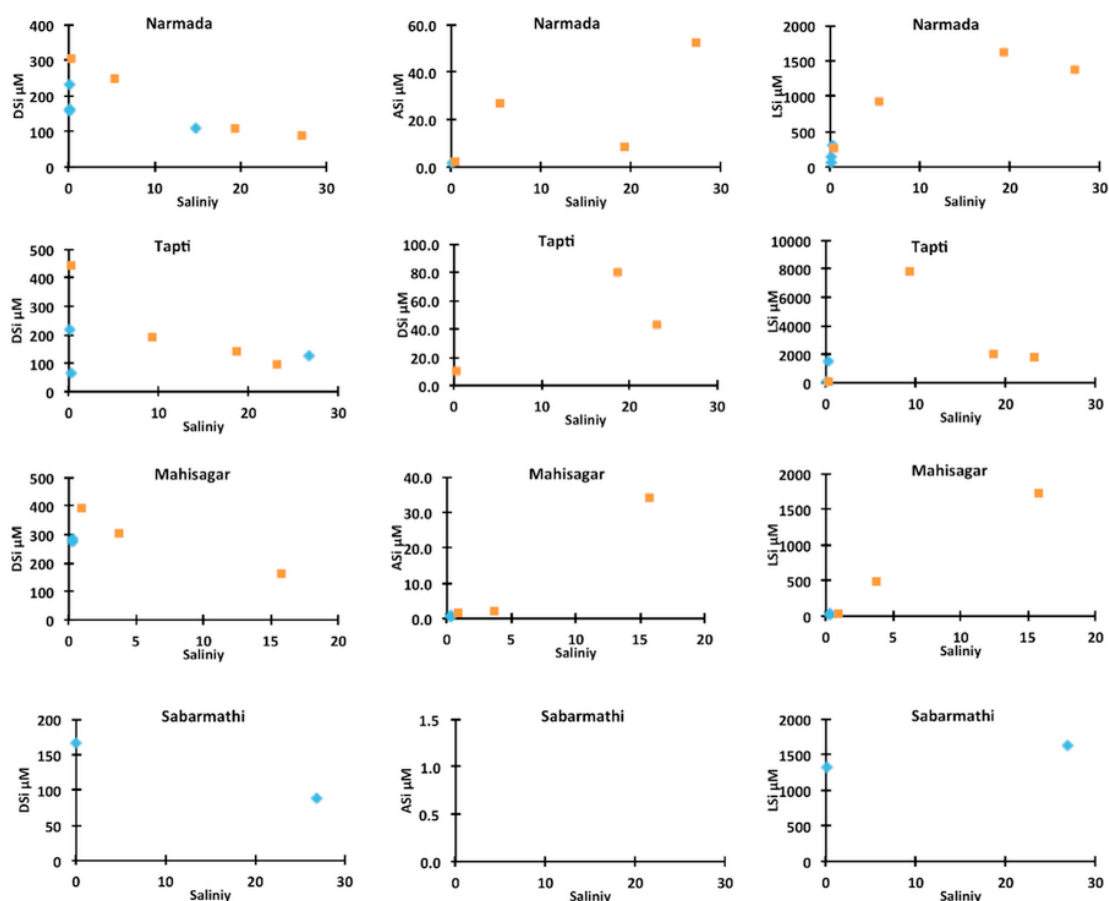 Narmada
400
300
200
100
0
DSi µM
0 10 20 30
Saliniy
Narmada
60.0
40.0
20.0
0.0
ASi µM
0 10 20 30
Saliniy
Narmada
2000
1500
1000
500
0
LSi µM
0 10 20 30
Saliniy
Tapti
500
400
300
200
100
0
DSi µM
0 10 20 30
Saliniy
Tapti
100.0
80.0
60.0
40.0
20.0
0.0
DSi µM
0 10 20 30
Saliniy
Tapti
10000
8000
6000
4000
2000
0
LSi µM
0 10 20 30
Saliniy
Mahisagar
500
400
300
200
100
0
DSi µM
0 5 10 15 20
Saliniy
Mahisagar
40.0
30.0
20.0
10.0
0.0
ASi µM
0 5 10 15 20
Saliniy
Mahisagar
2000
1500
1000
500
0
LSi µM
0 5 10 15 20
Saliniy
Sabarmathi
200
150
100
50
0
DSi µM
0 10 20 30
Saliniy
Sabarmathi
1.5
1.0
0.5
0.0
ASi µM
0 10 20 30
Saliniy
Sabarmathi
2000
1500
1000
500
0
LSi µM
0 10 20 30
Saliniy